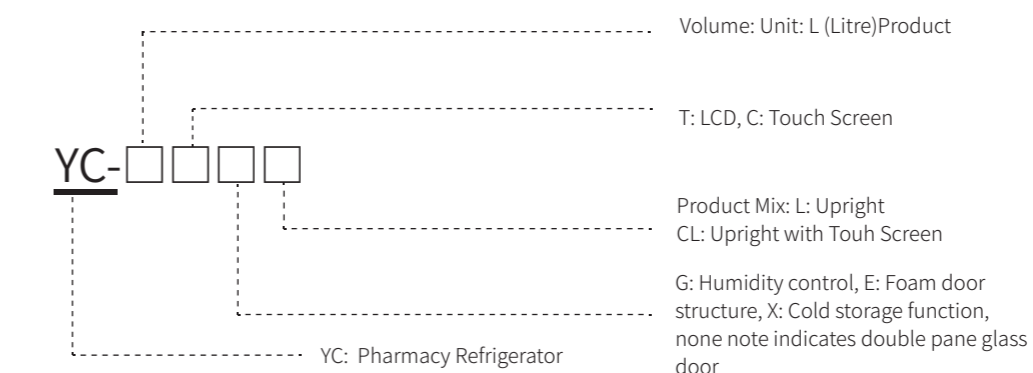 Volume: Unit: L (Litre)Product
T: LCD, C: Touch Screen
YC-□□□□
Product Mix: L: Upright
CL: Upright with Touh Screen
G: Humidity control, E: Foam door
structure, X: Cold storage function,
none note indicates double pane glass
door
YC: Pharmacy Refrigerator